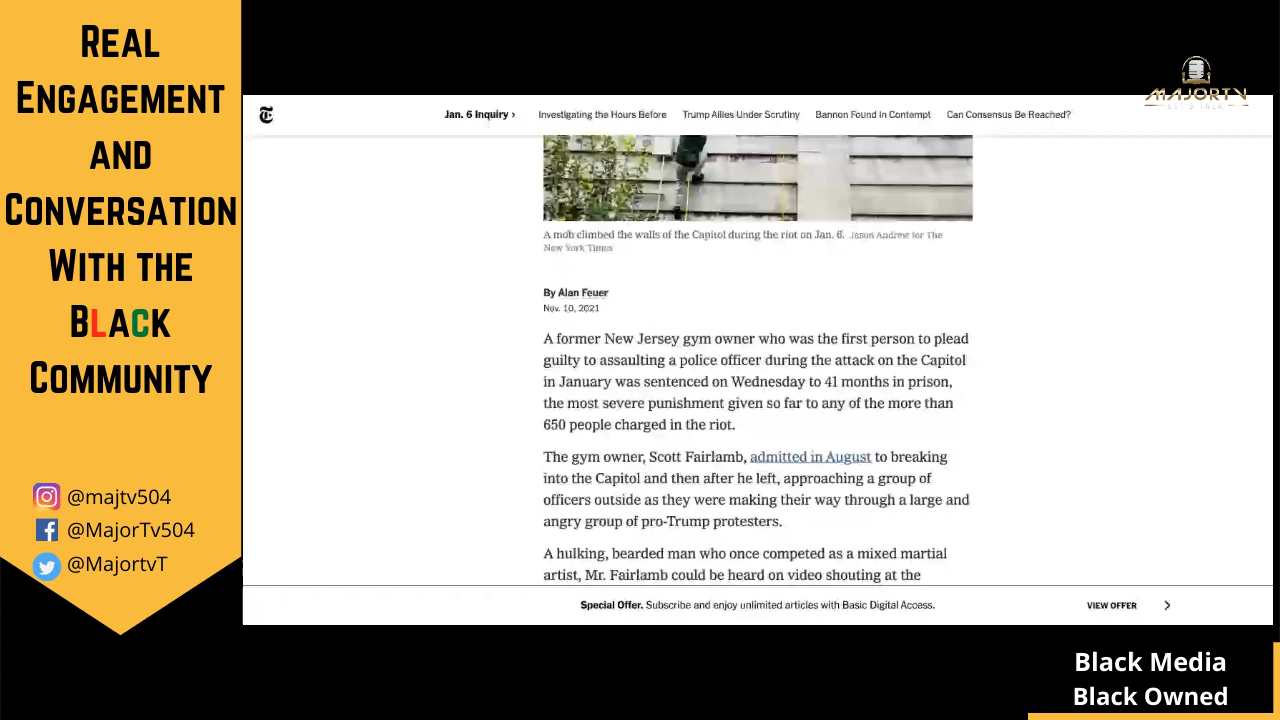 Real
Engagement
and
Conversation
With the
Black
Community
@majtv504
@MajorTv504
@MajortvT
MAJORTV
LET'S TALK
Jan. 6 Inquiry ›
Investigating the Hours Before
Trump Allies Under Scrutiny
Bannon Found in Contempt
Can Consensus Be Reached?
A mob climbed the walls of the Capitol during the riot on Jan. 6. Jason Andrew for The
New York Times
By Alan Feuer
Nov. 10, 2021
A former New Jersey gym owner who was the first person to plead
guilty to assaulting a police officer during the attack on the Capitol
in January was sentenced on Wednesday to 41 months in prison,
the most severe punishment given so far to any of the more than
650 people charged in the riot.
The gym owner, Scott Fairlamb, admitted in August to breaking
into the Capitol and then after he left, approaching a group of
officers outside as they were making their way through a large and
angry group of pro-Trump protesters.
A hulking, bearded man who once competed as a mixed martial
artist, Mr. Fairlamb could be heard on video shouting at the
Special Offer. Subscribe and enjoy unlimited articles with Basic Digital Access.
VIEW OFFER
Black Media
Black Owned